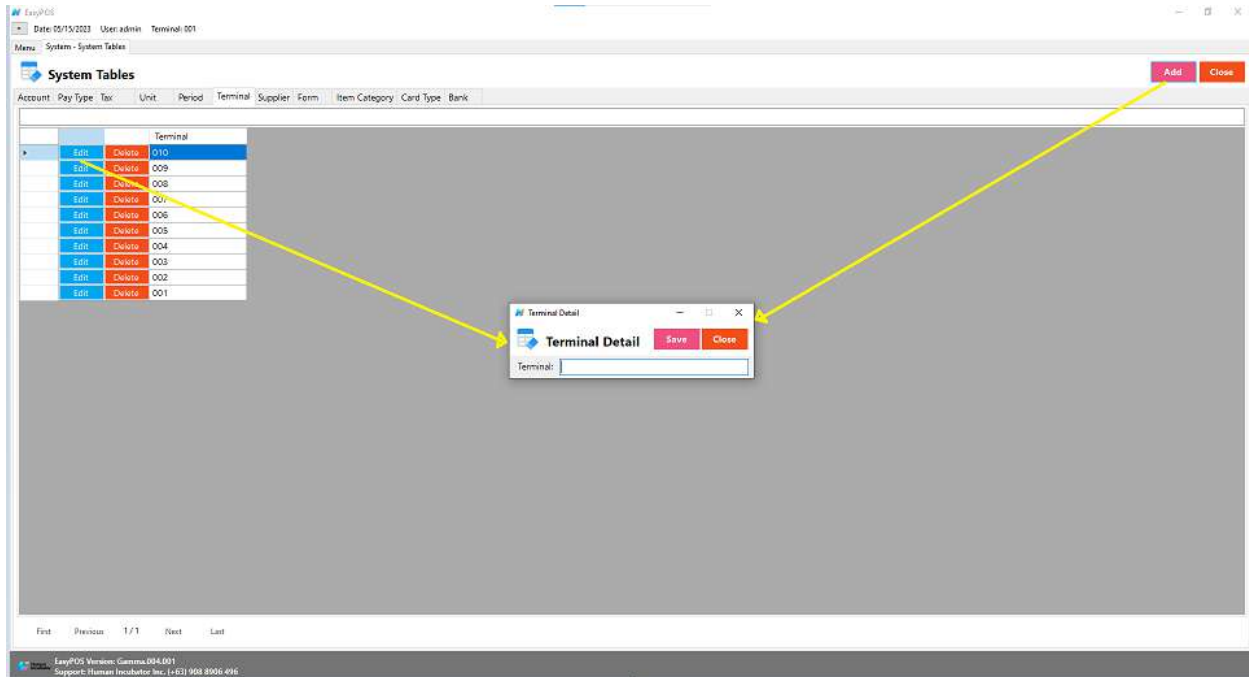 EasyPOS
Date: 05/15/2023 User: admin Terminal: 001
Menu System - System Tables
System Tables Add Close
Account Pay Type Tax Unit Period Terminal Supplier Form Item Category Card Type Bank
Terminal
Edit Delete 010
Edit Delete 009
Edit Delete 008
Edit Delete 007
Edit Delete 006
Edit Delete 005
Edit Delete 004
Edit Delete 003
Edit Delete 002
Edit Delete 001
Terminal Detail
Terminal Detail Save Close
Terminal:
First Previous 1 / 1 Next Last
EasyPOS Version: Gamma.004.001
Support: Human Incubator Inc. (+63) 908 8906 496